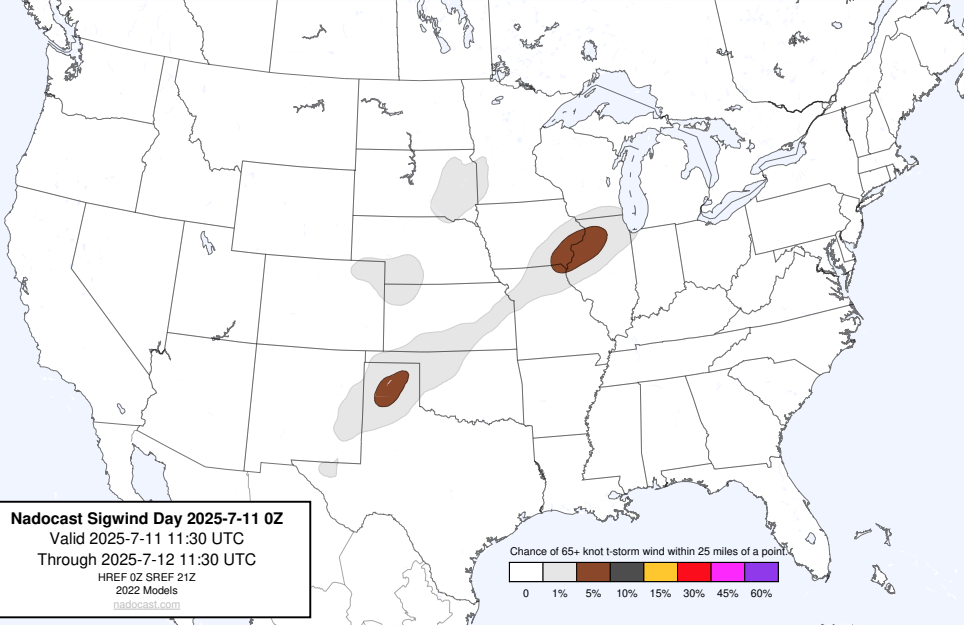 Nadocast Sigwind Day 2025-7-11 0Z
Valid 2025-7-11 11:30 UTC
Through 2025-7-12 11:30 UTC
HREF 0Z SREF 21Z
2022 Models
nadocast.com
Chance of 65+ knot t-storm wind within 25 miles of a point.
0 1% 5% 10% 15% 30% 45% 60%